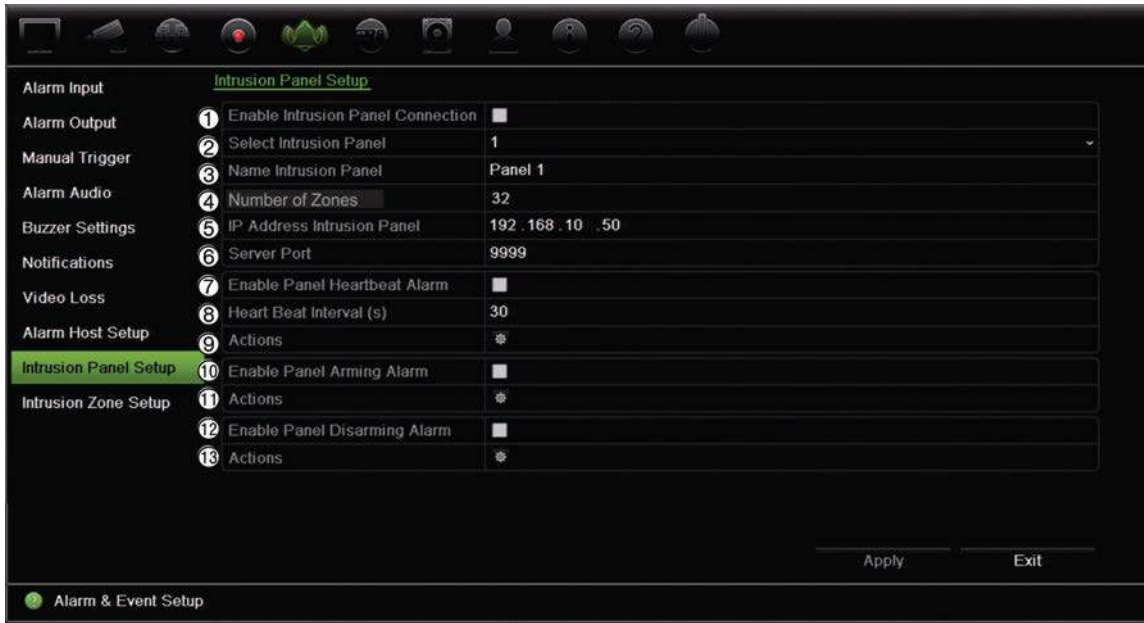 Alarm Input
Alarm Output
Manual Trigger
Alarm Audio
Buzzer Settings
Notifications
Video Loss
Alarm Host Setup
Intrusion Panel Setup
Intrusion Zone Setup
Intrusion Panel Setup
① Enable Intrusion Panel Connection
② Select Intrusion Panel 1
③ Name Intrusion Panel Panel 1
④ Number of Zones 32
⑤ IP Address Intrusion Panel 192 .168 .10 .50
⑥ Server Port 9999
⑦ Enable Panel Heartbeat Alarm
⑧ Heart Beat Interval (s) 30
⑨ Actions
⑩ Enable Panel Arming Alarm
⑪ Actions
⑫ Enable Panel Disarming Alarm
⑬ Actions
Apply Exit
Alarm & Event Setup